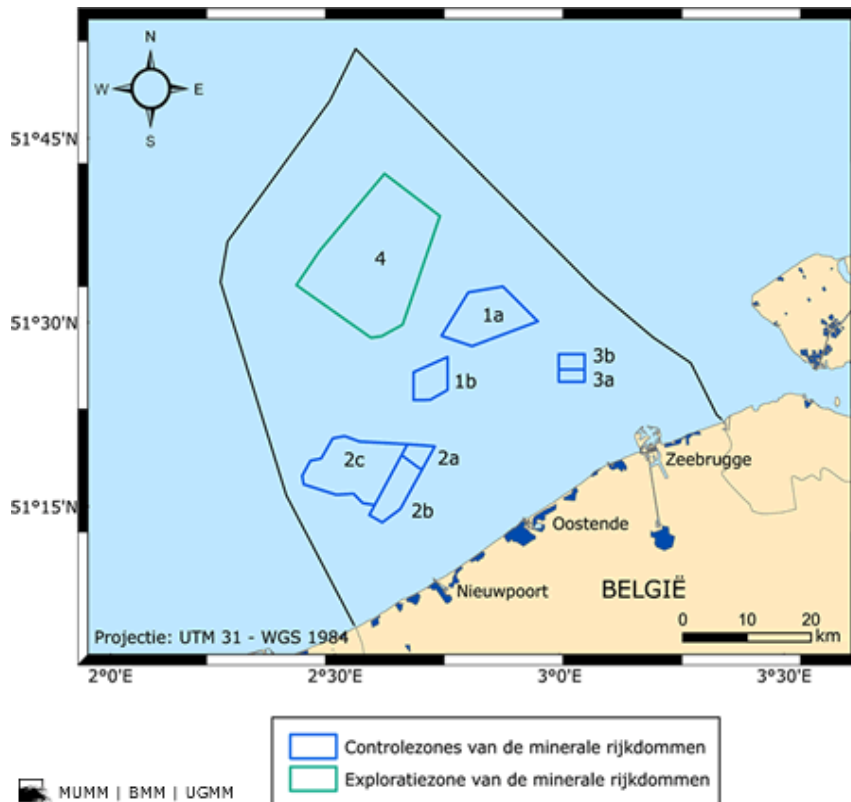 N
W E
S
51°45'N
4
1a
51°30'N
3b
3a
1b
2c
2a
Zeebrugge
2b
51°15'N
Oostende
Nieuwpoort
BELGIË
0 10 20
km
Projectie: UTM 31 - WGS 1984
2°0'E 2°30'E 3°0'E 3°30'E
Controlezones van de minerale rijkdommen
Exploratiezone van de minerale rijkdommen
MUMM | BMM | UGMM